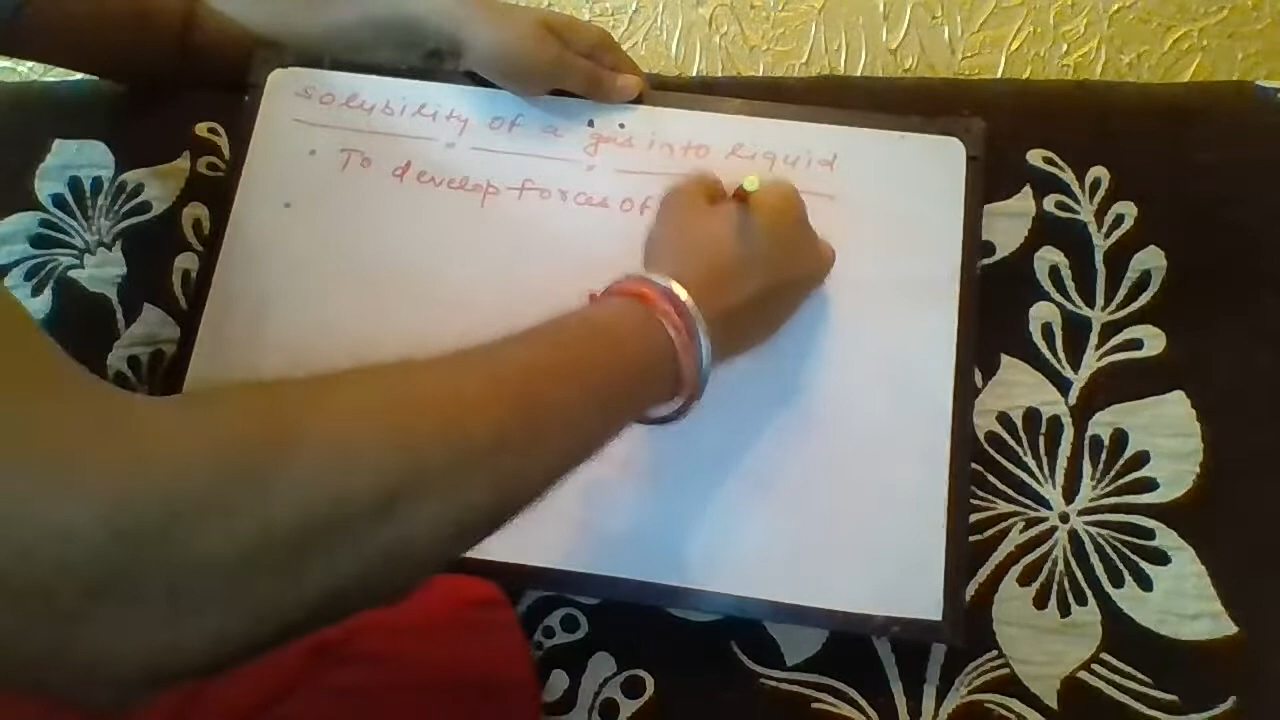 solubility of a gas into liquid
• To develop forces of
•